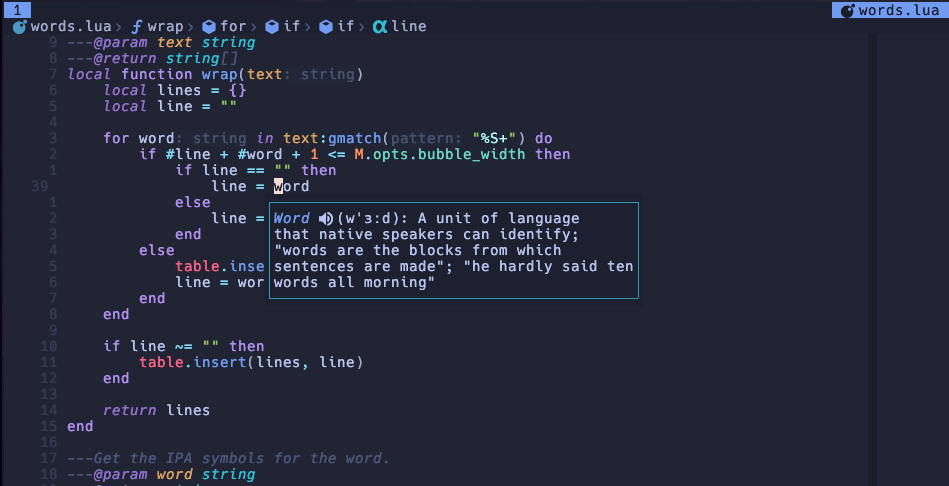 1 words.lua
words.lua > wrap > for > if > if > line
9 ---@param text string
8 ---@return string[]
7 local function wrap(text: string)
6 local lines = {}
5 local line = ""
4
3 for word: string in text:gmatch(pattern: "%S+") do
2 if #line + #word + 1 <= M.opts.bubble_width then
1 if line == "" then
39 line = word
1 else
2 line =
3 end
4 else
5 table.inse
6 line = wor
7 end
8 end
9
10 if line ~= "" then
11 table.insert(lines, line)
12 end
13
14 return lines
15 end
16
17 ---Get the IPA symbols for the word.
18 ---@param word string
Word (w'ɜːd): A unit of language
that native speakers can identify;
"words are the blocks from which
sentences are made"; "he hardly said ten
words all morning"